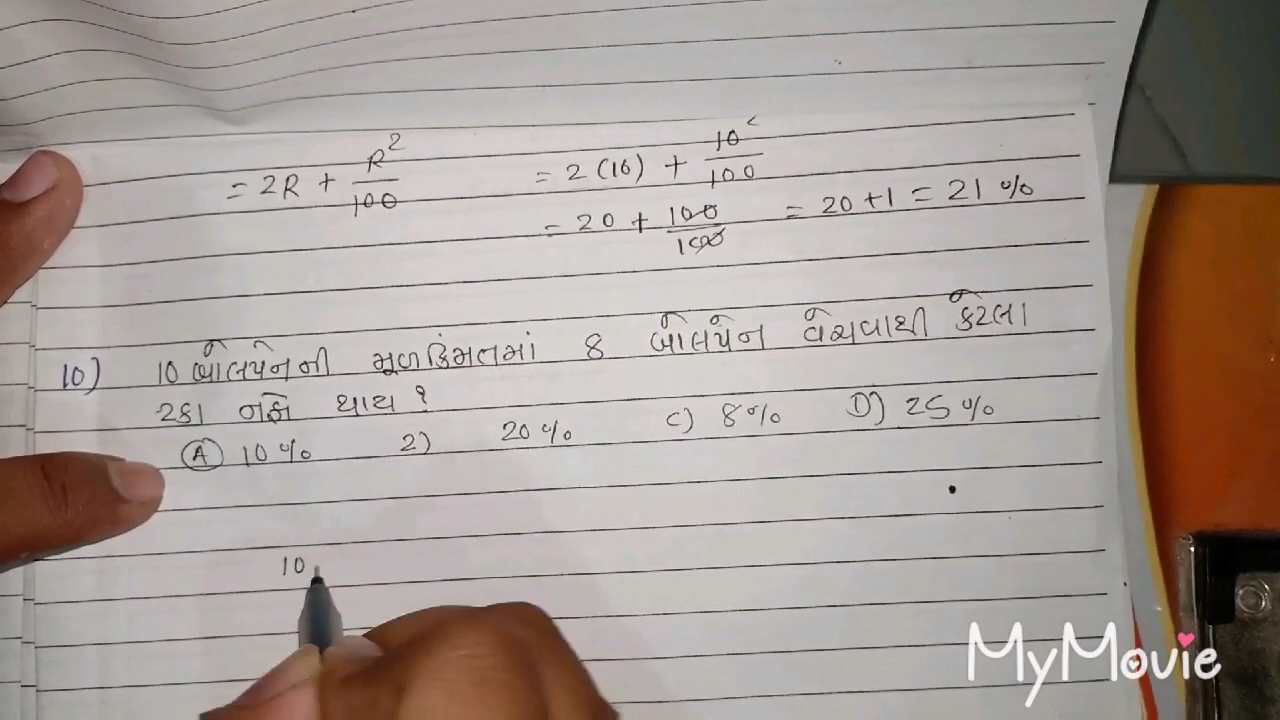 = 2R + R²/100 = 2 (10) + 10²/100
= 20 + 100/100 = 20 + 1 = 21 %
10) 10 બોલપેનની મૂળકિંમતમાં 8 બોલપેન વેચવાથી કેટલા
ટકા નફો થાય ?
A) 10 % 2) 20 % C) 8 % D) 25 %
10
MyMovie